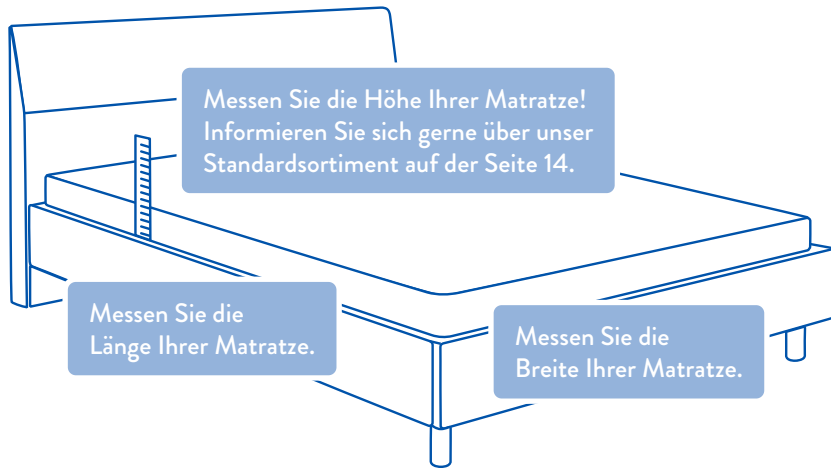 Messen Sie die Höhe Ihrer Matratze!
Informieren Sie sich gerne über unser
Standardsortiment auf der Seite 14.
Messen Sie die
Länge Ihrer Matratze.
Messen Sie die
Breite Ihrer Matratze.